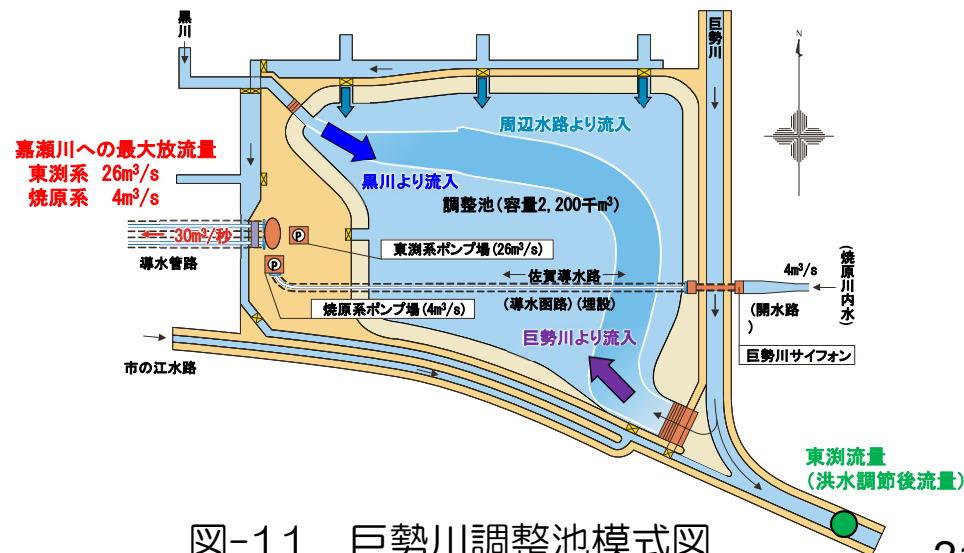 黒川
巨勢川
N
周辺水路より流入
嘉瀬川への最大放流量
東渕系 26m³/s
焼原系 4m³/s
黒川より流入
調整池(容量2,200千m³)
30m³/秒
P
東渕系ポンプ場(26m³/s)
導水管路
P
佐賀導水路
4m³/s
(焼原川内水)
焼原系ポンプ場(4m³/s)
(導水函路)(埋設)
(開水路
)
巨勢川より流入
巨勢川サイフォン
市の江水路
東渕流量
(洪水調節後流量)
図-11 巨勢川調整池模式図